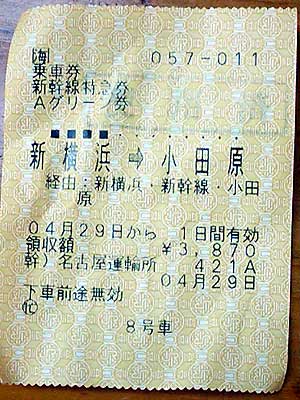 海 057-011
乗車券
新幹線特急券
Aグリーン券
■■■■
新横浜⇨小田原
経由:新横浜・新幹線・小田
原
04月29日から 1日間有効
領収額 ¥3,870
幹)名古屋運輸所 421A
04月29日
下車前途無効
8号車